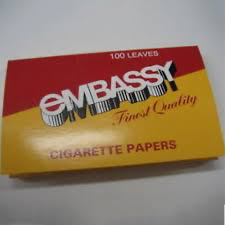 100 LEAVES
eMBASSY
Finest Quality
CIGARETTE PAPERS